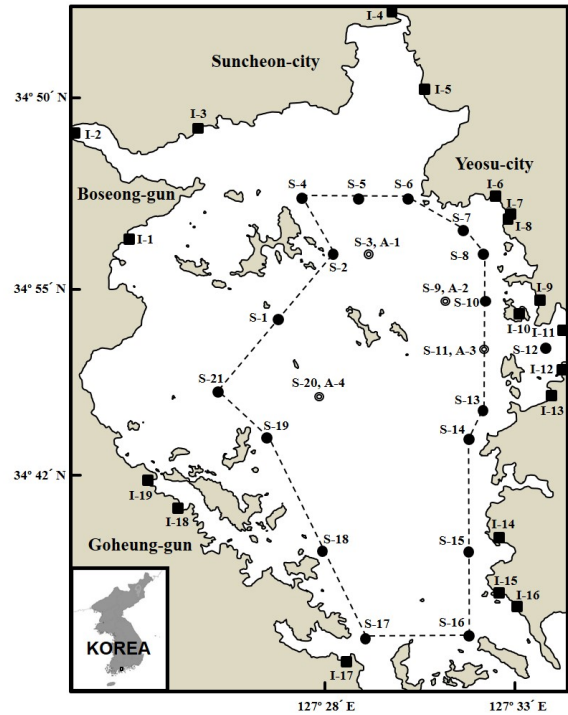 I-4
Suncheon-city
I-5
34° 50´ N
I-3
I-2
Yeosu-city
Boseong-gun
S-4
S-5
S-6
I-6
I-7
S-7
I-8
I-1
S-3, A-1
S-2
S-8
34° 55´ N
S-9, A-2
I-9
S-10
S-1
I-10
I-11
S-11, A-3
S-12
S-21
S-20, A-4
I-12
I-13
S-13
S-19
S-14
34° 42´ N
I-19
I-18
I-14
Goheung-gun
S-18
S-15
I-15
I-16
S-17
S-16
KOREA
I-17
127° 28´ E
127° 33´ E